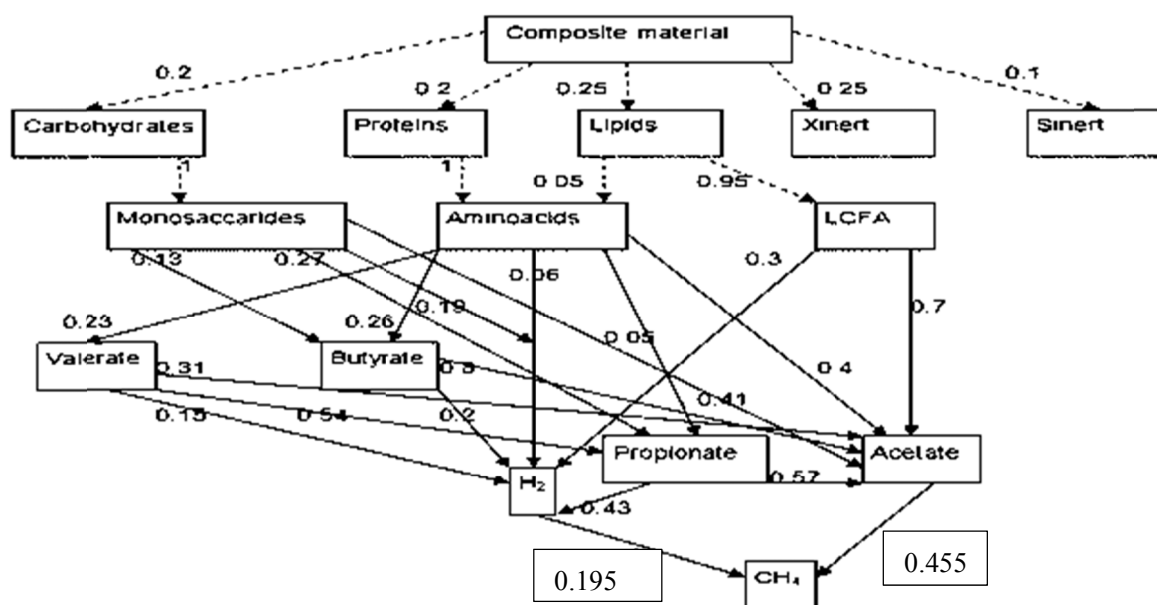 Composite material
0.2
0.2
0.25
0.25
0.1
Carbohydrates
Proteins
Lipids
Xinert
Sinert
1
1
0.05
0.95
Monosaccarides
Aminoacids
LCFA
0.13
0.27
0.06
0.3
0.19
0.23
0.26
0.05
0.7
Valerate
Butyrate
0.31
0.8
0.4
0.41
0.15
0.54
0.2
Propionate
Acetate
H₂
0.57
0.43
0.195
0.455
CH₄